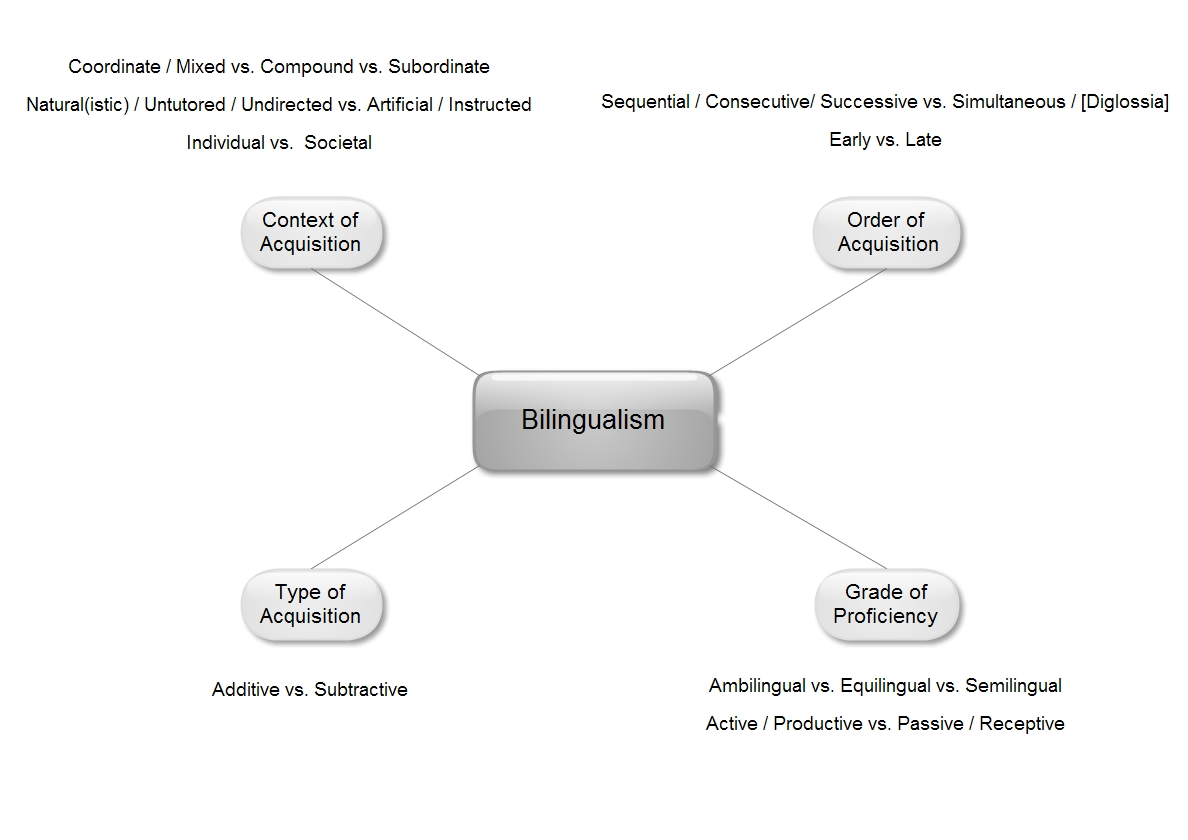 Coordinate / Mixed vs. Compound vs. Subordinate
Natural(istic) / Untutored / Undirected vs. Artificial / Instructed
Individual vs. Societal
Sequential / Consecutive/ Successive vs. Simultaneous / [Diglossia]
Early vs. Late
Context of
Acquisition
Order of
Acquisition
Bilingualism
Type of
Acquisition
Grade of
Proficiency
Additive vs. Subtractive
Ambilingual vs. Equilingual vs. Semilingual
Active / Productive vs. Passive / Receptive